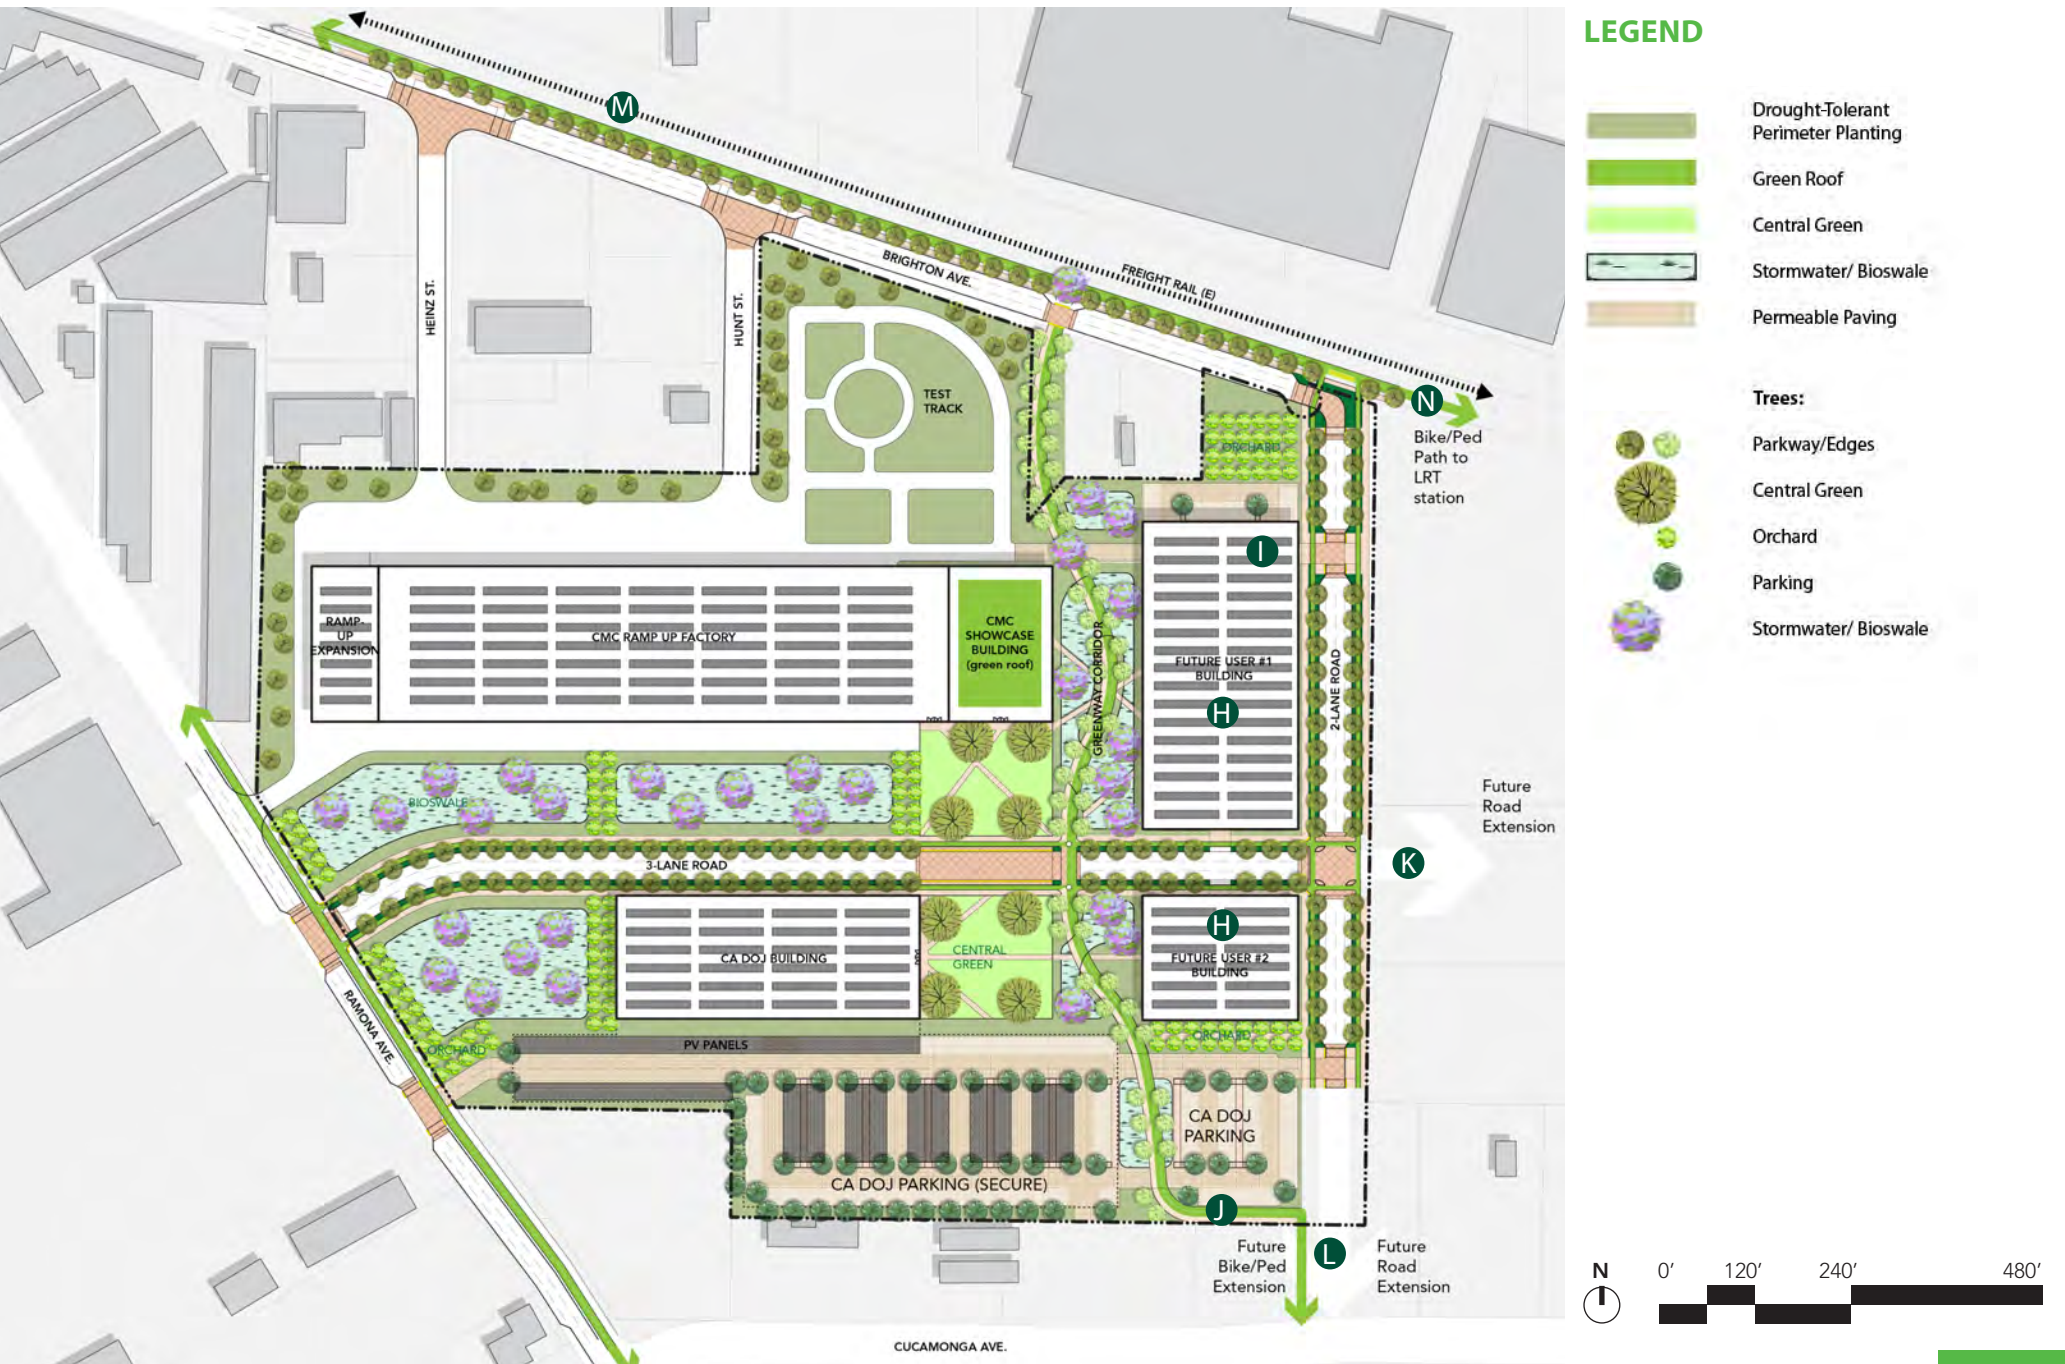 LEGEND
Drought-Tolerant
Perimeter Planting
Green Roof
Central Green
Stormwater/ Bioswale
Permeable Paving
Trees:
Parkway/Edges
Central Green
Orchard
Parking
Stormwater/ Bioswale
M
BRIGHTON AVE.
FREIGHT RAIL (E)
HEINZ ST.
HUNT ST.
TEST
TRACK
N
Bike/Ped
Path to
LRT
station
ORCHARD
I
RAMP-
UP
EXPANSION
CMC RAMP UP FACTORY
CMC
SHOWCASE
BUILDING
(green roof)
GREENWAY CORRIDOR
FUTURE USER #1
BUILDING
H
2-LANE ROAD
BIOSWALE
Future
Road
Extension
K
3-LANE ROAD
H
CA DOJ BUILDING
CENTRAL
GREEN
FUTURE USER #2
BUILDING
RAMONA AVE.
ORCHARD
PV PANELS
ORCHARD
CA DOJ
PARKING
CA DOJ PARKING (SECURE)
J
L
Future
Bike/Ped
Extension
Future
Road
Extension
CUCAMONGA AVE.
N
0’ 120’ 240’ 480’